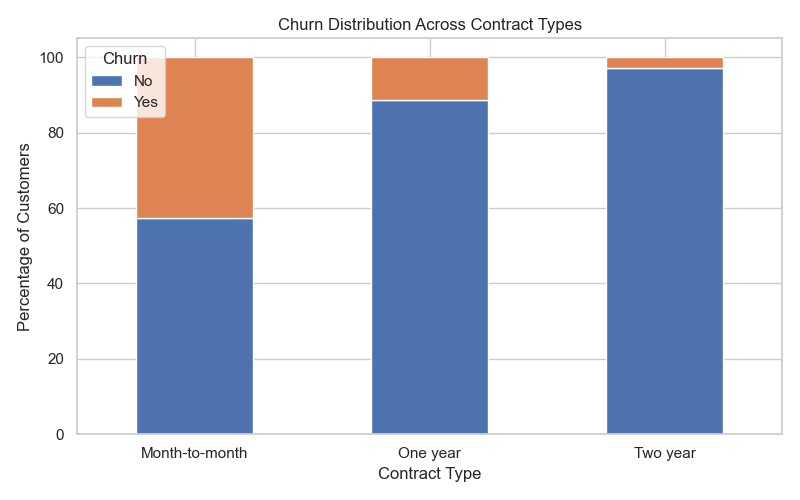 Churn Distribution Across Contract Types
Churn
No
Yes
100
80
60
40
20
0
Percentage of Customers
Month-to-month
One year
Two year
Contract Type